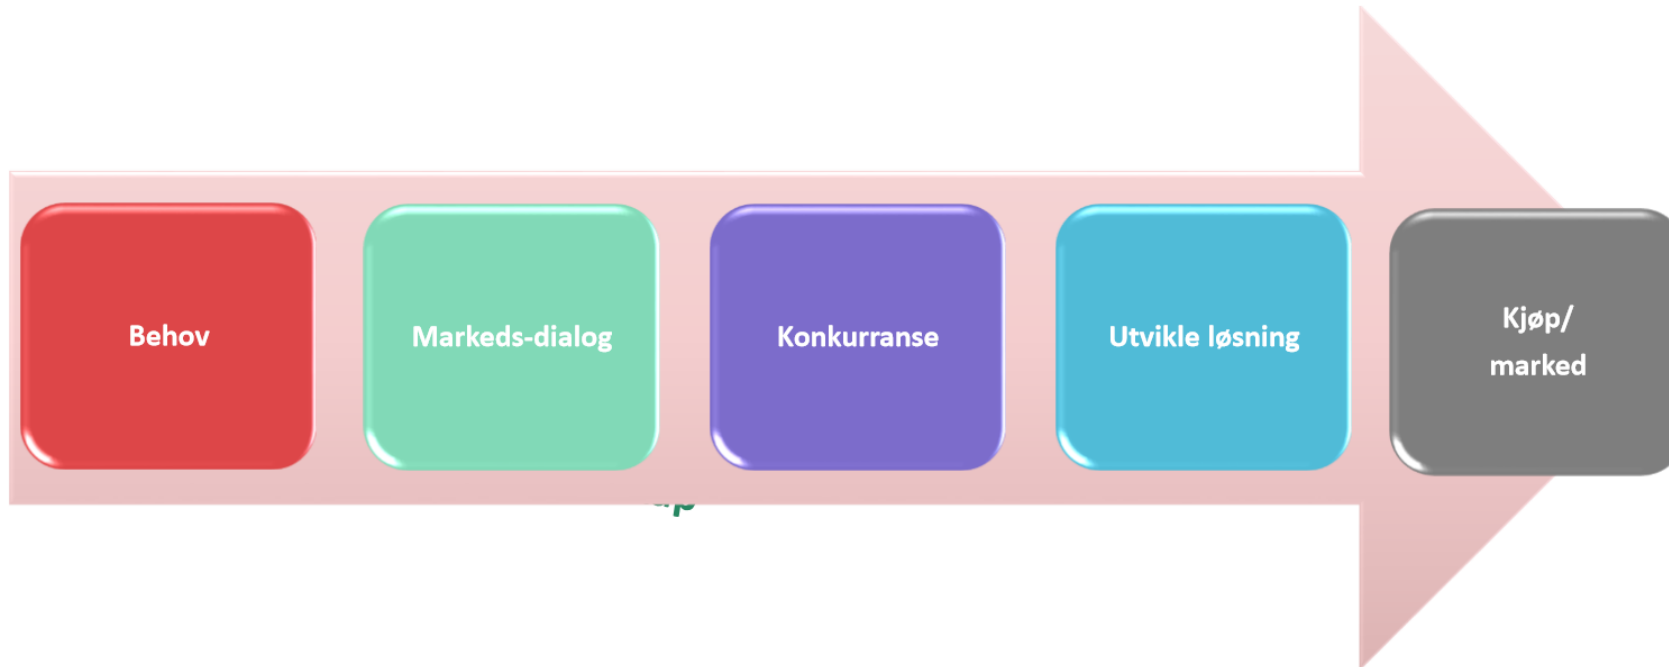 Behov
Markeds-dialog
Konkurranse
Utvikle løsning
Kjøp/
marked